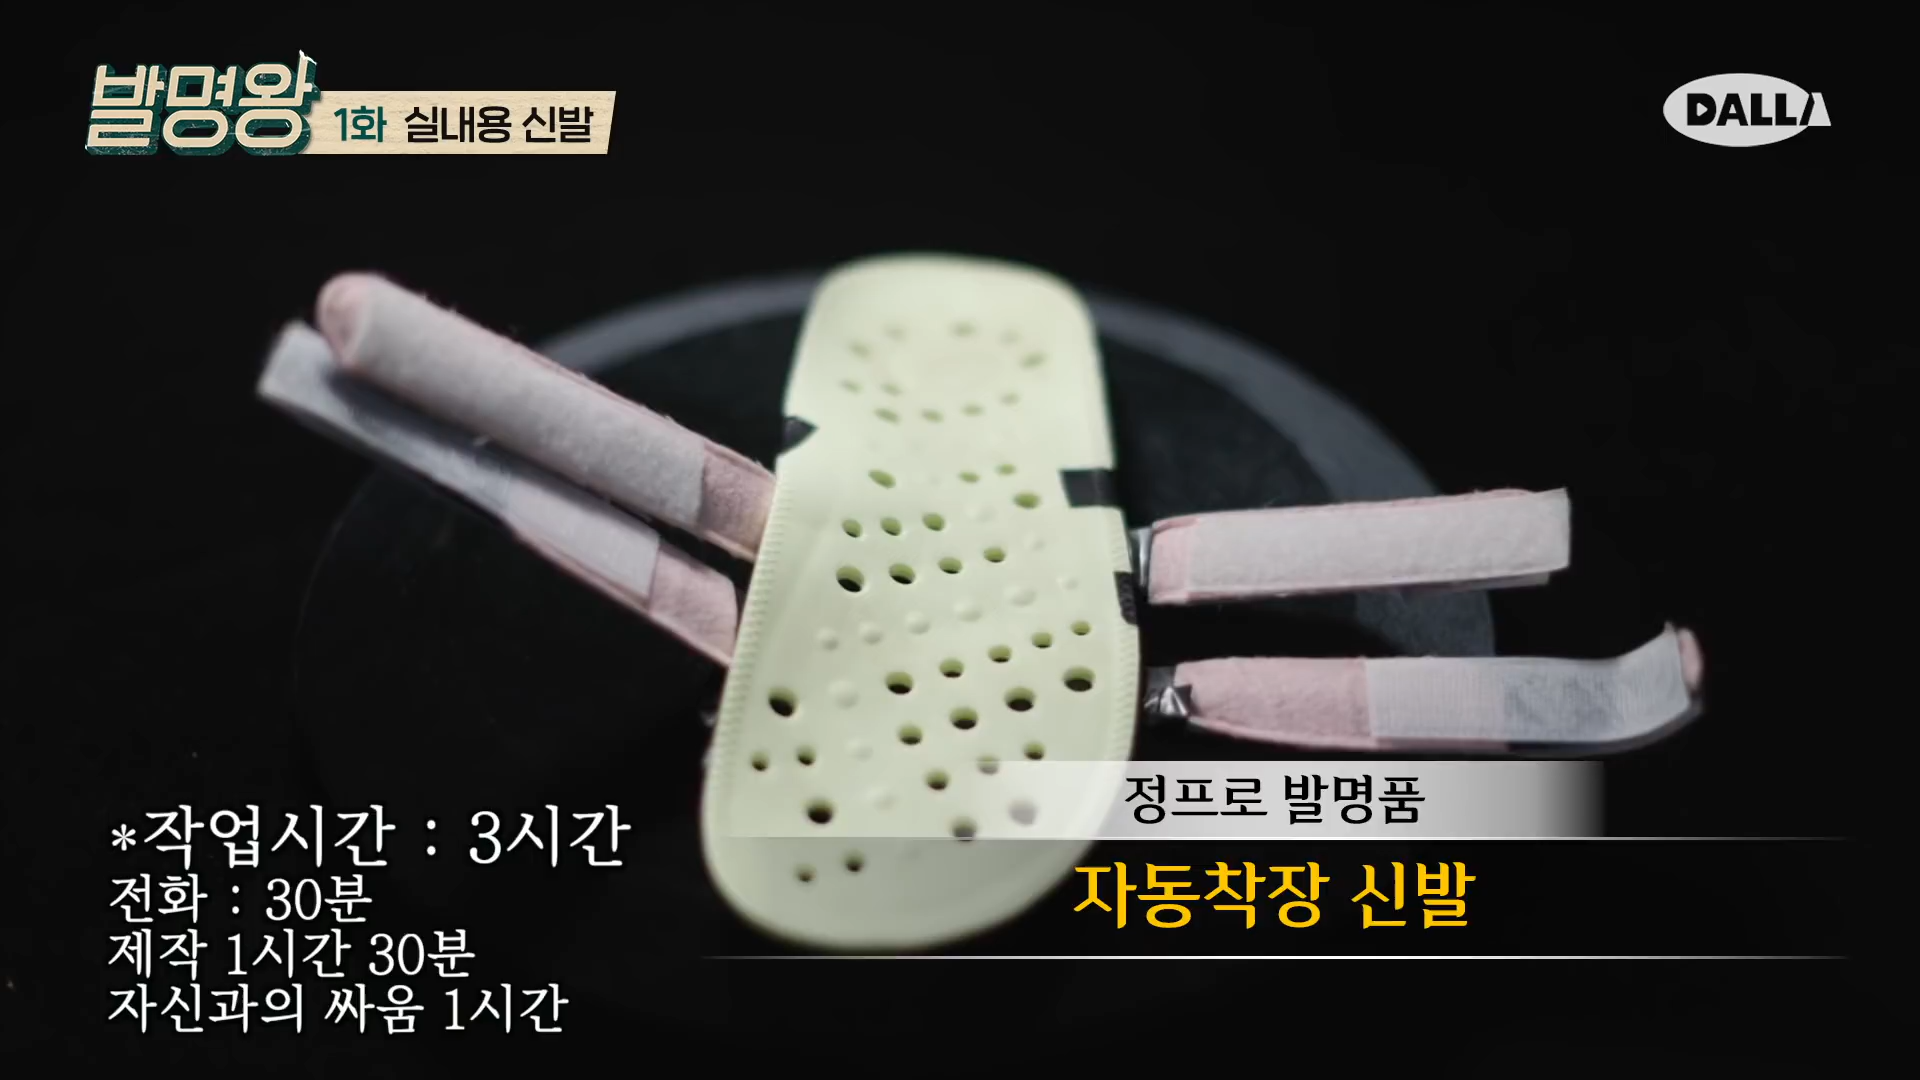 발명왕
1화 실내용 신발
DALLA
정프로 발명품
자동착장 신발
*작업시간 : 3시간
전화 : 30분
제작 1시간 30분
자신과의 싸움 1시간